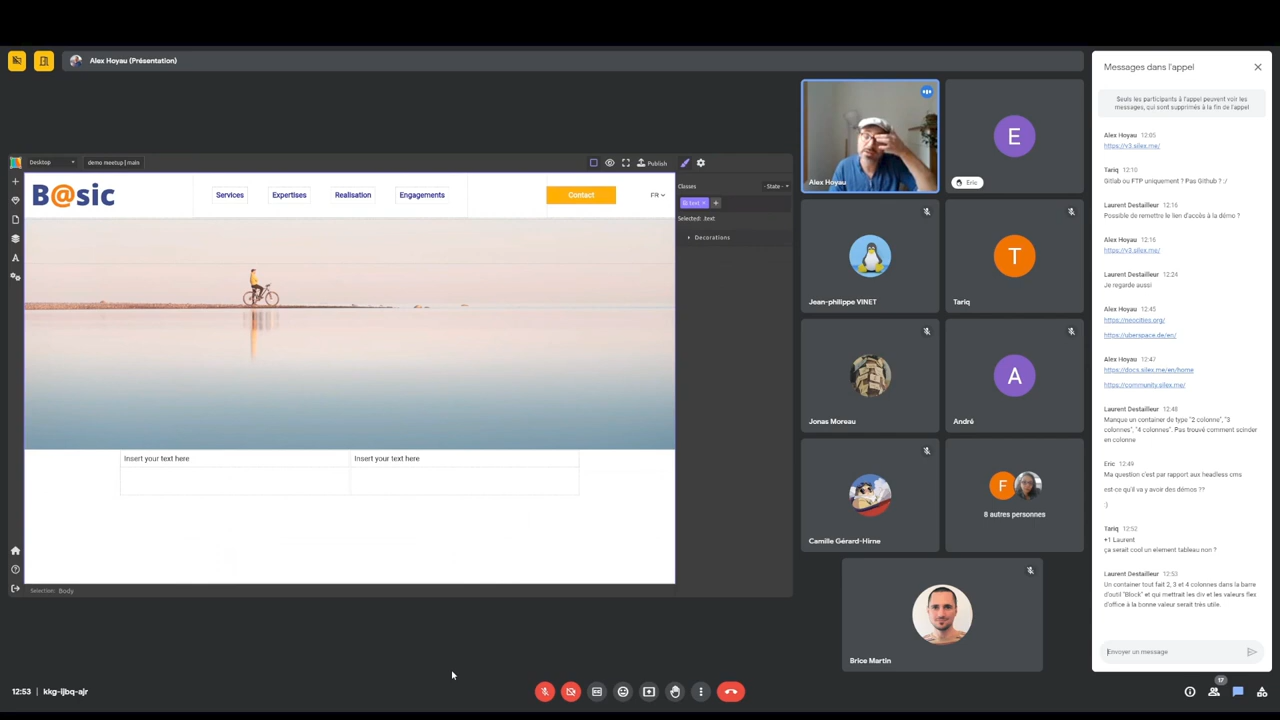 Alex Hoyau (Présentation)
Desktop
demo meetup | main
Publish
B@sic
Services
Expertises
Realisation
Engagements
Contact
FR
Insert your text here
Insert your text here
Selection: Body
Classes
- State -
text
+
Selected: .text
Decorations
Alex Hoyau
E
Eric
Jean-philippe VINET
T
Tariq
Jonas Moreau
A
André
Camille Gérard-Hirne
F
8 autres personnes
Brice Martin
Messages dans l'appel
Seuls les participants à l'appel peuvent voir les
messages, qui sont supprimés à la fin de l'appel
Alex Hoyau 12:05
https://v3.silex.me/
Tariq 12:10
Gitlab ou FTP uniquement ? Pas Github ? :/
Laurent Destailleur 12:16
Possible de remettre le lien d'accès à la démo ?
Alex Hoyau 12:16
https://v3.silex.me/
Laurent Destailleur 12:24
Je regarde aussi
Alex Hoyau 12:45
https://neocities.org/
https://uberspace.de/en/
Alex Hoyau 12:47
https://docs.silex.me/en/home
https://community.silex.me/
Laurent Destailleur 12:48
Manque un container de type "2 colonne", "3
colonnes", "4 colonnes". Pas trouvé comment scinder
en colonne
Eric 12:49
Ma question c'est par rapport aux headless cms
est-ce qu'il va y avoir des démos ??
:)
Tariq 12:52
+1 Laurent
ça serait cool un element tableau non ?
Laurent Destailleur 12:53
Un container tout fait 2, 3 et 4 colonnes dans la barre
d'outil "Block" et qui mettrait les div et les valeurs flex
d'office à la bonne valeur serait très utile.
Envoyer un message
12:53 | kkg-ijbq-ajr
17